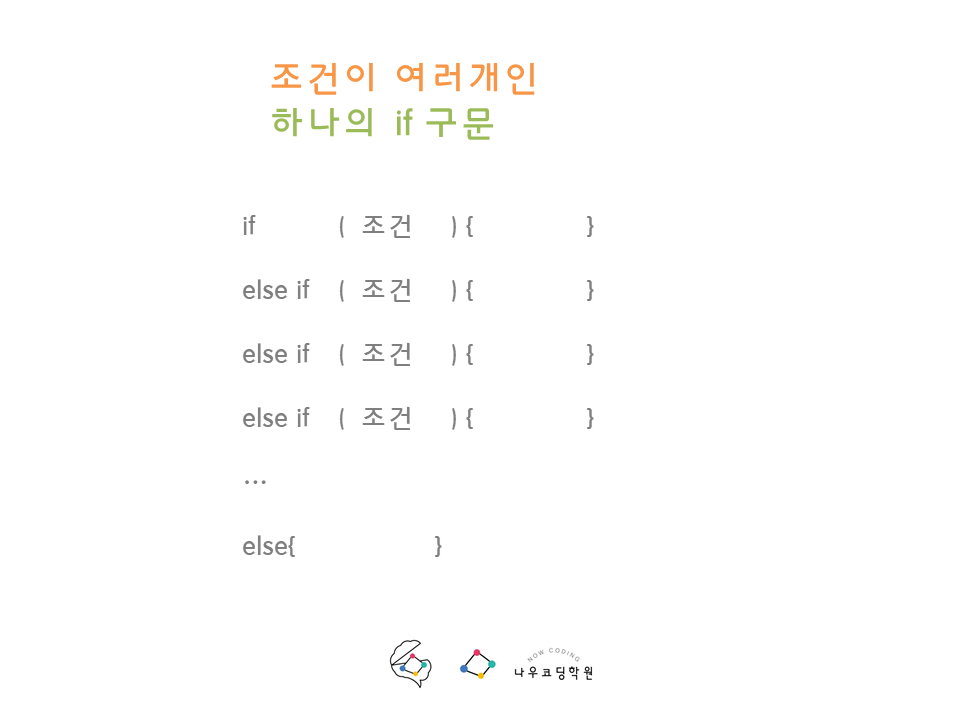 조건이 여러개인
하나의 if 구문
if ( 조건 ) { }
else if ( 조건 ) { }
else if ( 조건 ) { }
else if ( 조건 ) { }
...
else{ }
NOW CODING
나우코딩학원